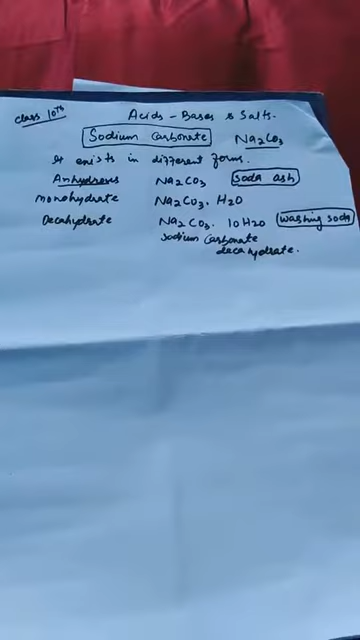 class 10th
Acids - Bases & Salts.
Sodium Carbonate Na2CO3
It exists in different forms.
Anhydrous Na2CO3 Soda ash
Monohydrate Na2CO3. H2O
Decahydrate Na2CO3. 10H2O washing soda
Sodium Carbonate
decahydrate.